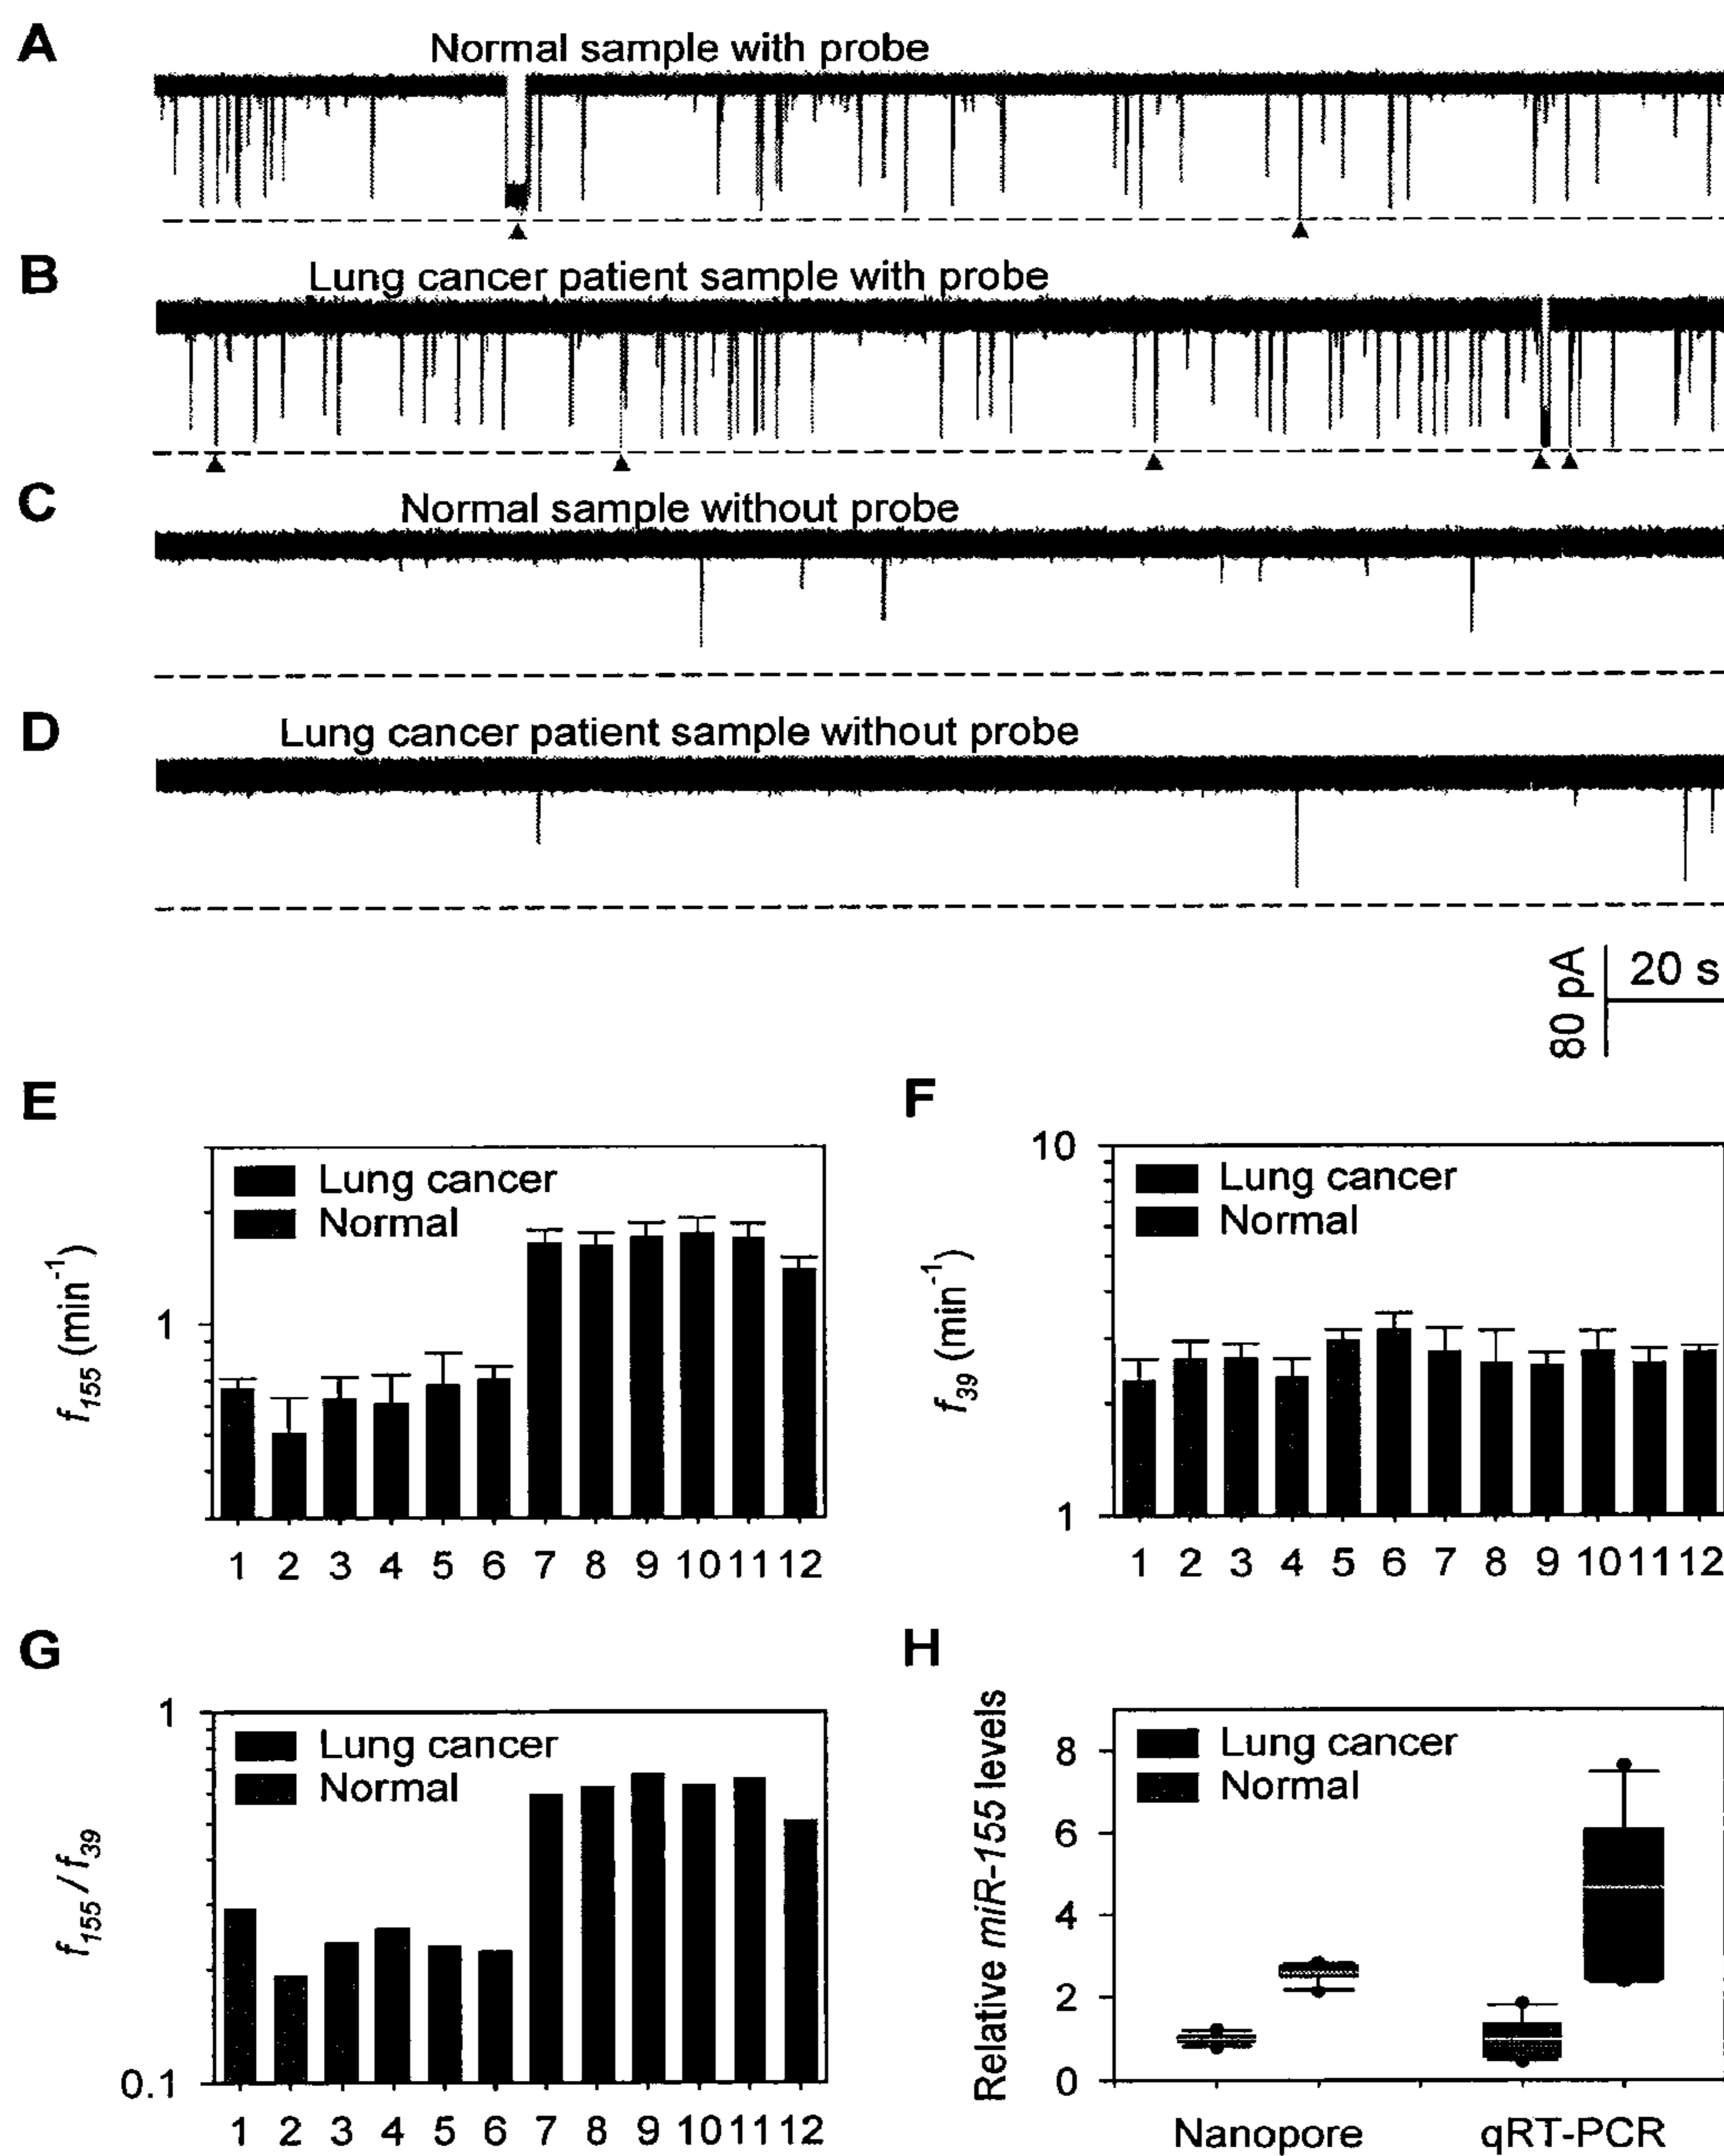 A
Normal sample with probe
B
Lung cancer patient sample with probe
C
Normal sample without probe
D
Lung cancer patient sample without probe
80 pA
20 s
E
Lung cancer
Normal
1
f155 (min-1)
1 2 3 4 5 6 7 8 9 10 11 12
F
10
Lung cancer
Normal
f39 (min-1)
1
1 2 3 4 5 6 7 8 9 10 11 12
G
1
Lung cancer
Normal
f155 / f39
0.1
1 2 3 4 5 6 7 8 9 10 11 12
H
Relative miR-155 levels
Lung cancer
Normal
8
6
4
2
0
Nanopore qRT-PCR